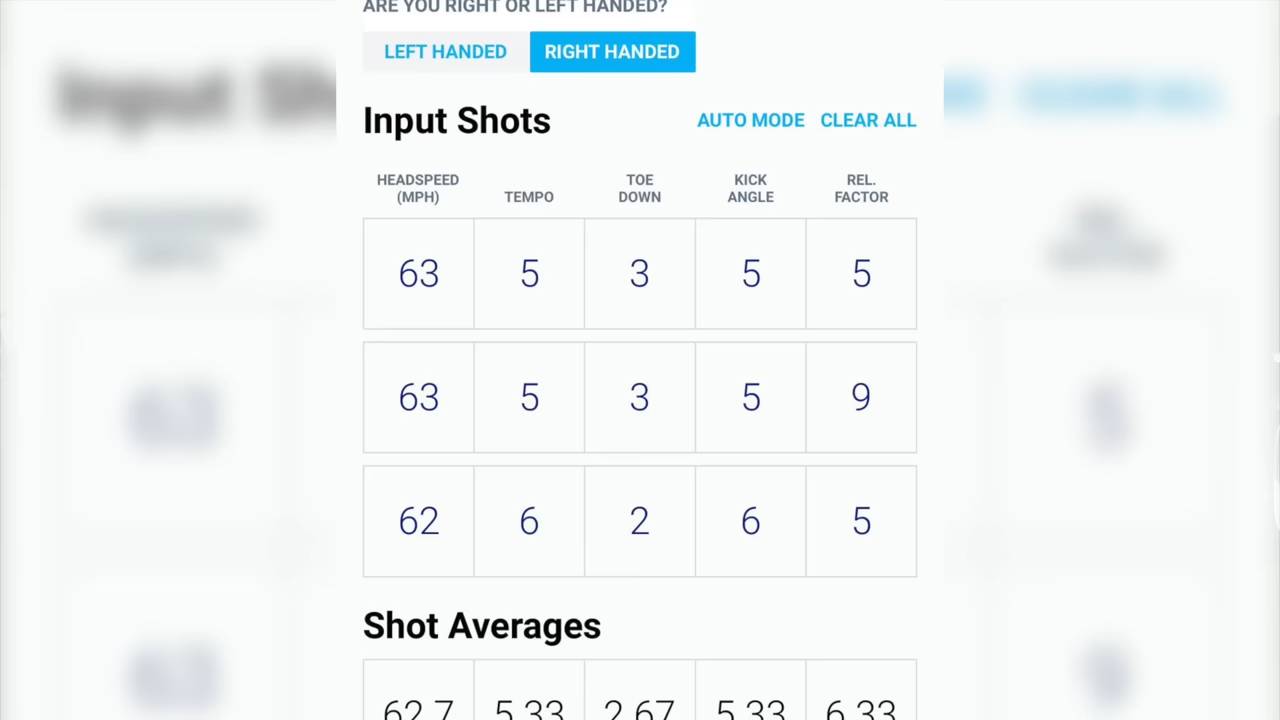 ARE YOU RIGHT OR LEFT HANDED?
LEFT HANDED RIGHT HANDED
Input Shots AUTO MODE CLEAR ALL
HEADSPEED (MPH) TEMPO TOE DOWN KICK ANGLE REL. FACTOR
63 5 3 5 5
63 5 3 5 9
62 6 2 6 5
Shot Averages
62.7 5.33 2.67 5.33 6.33